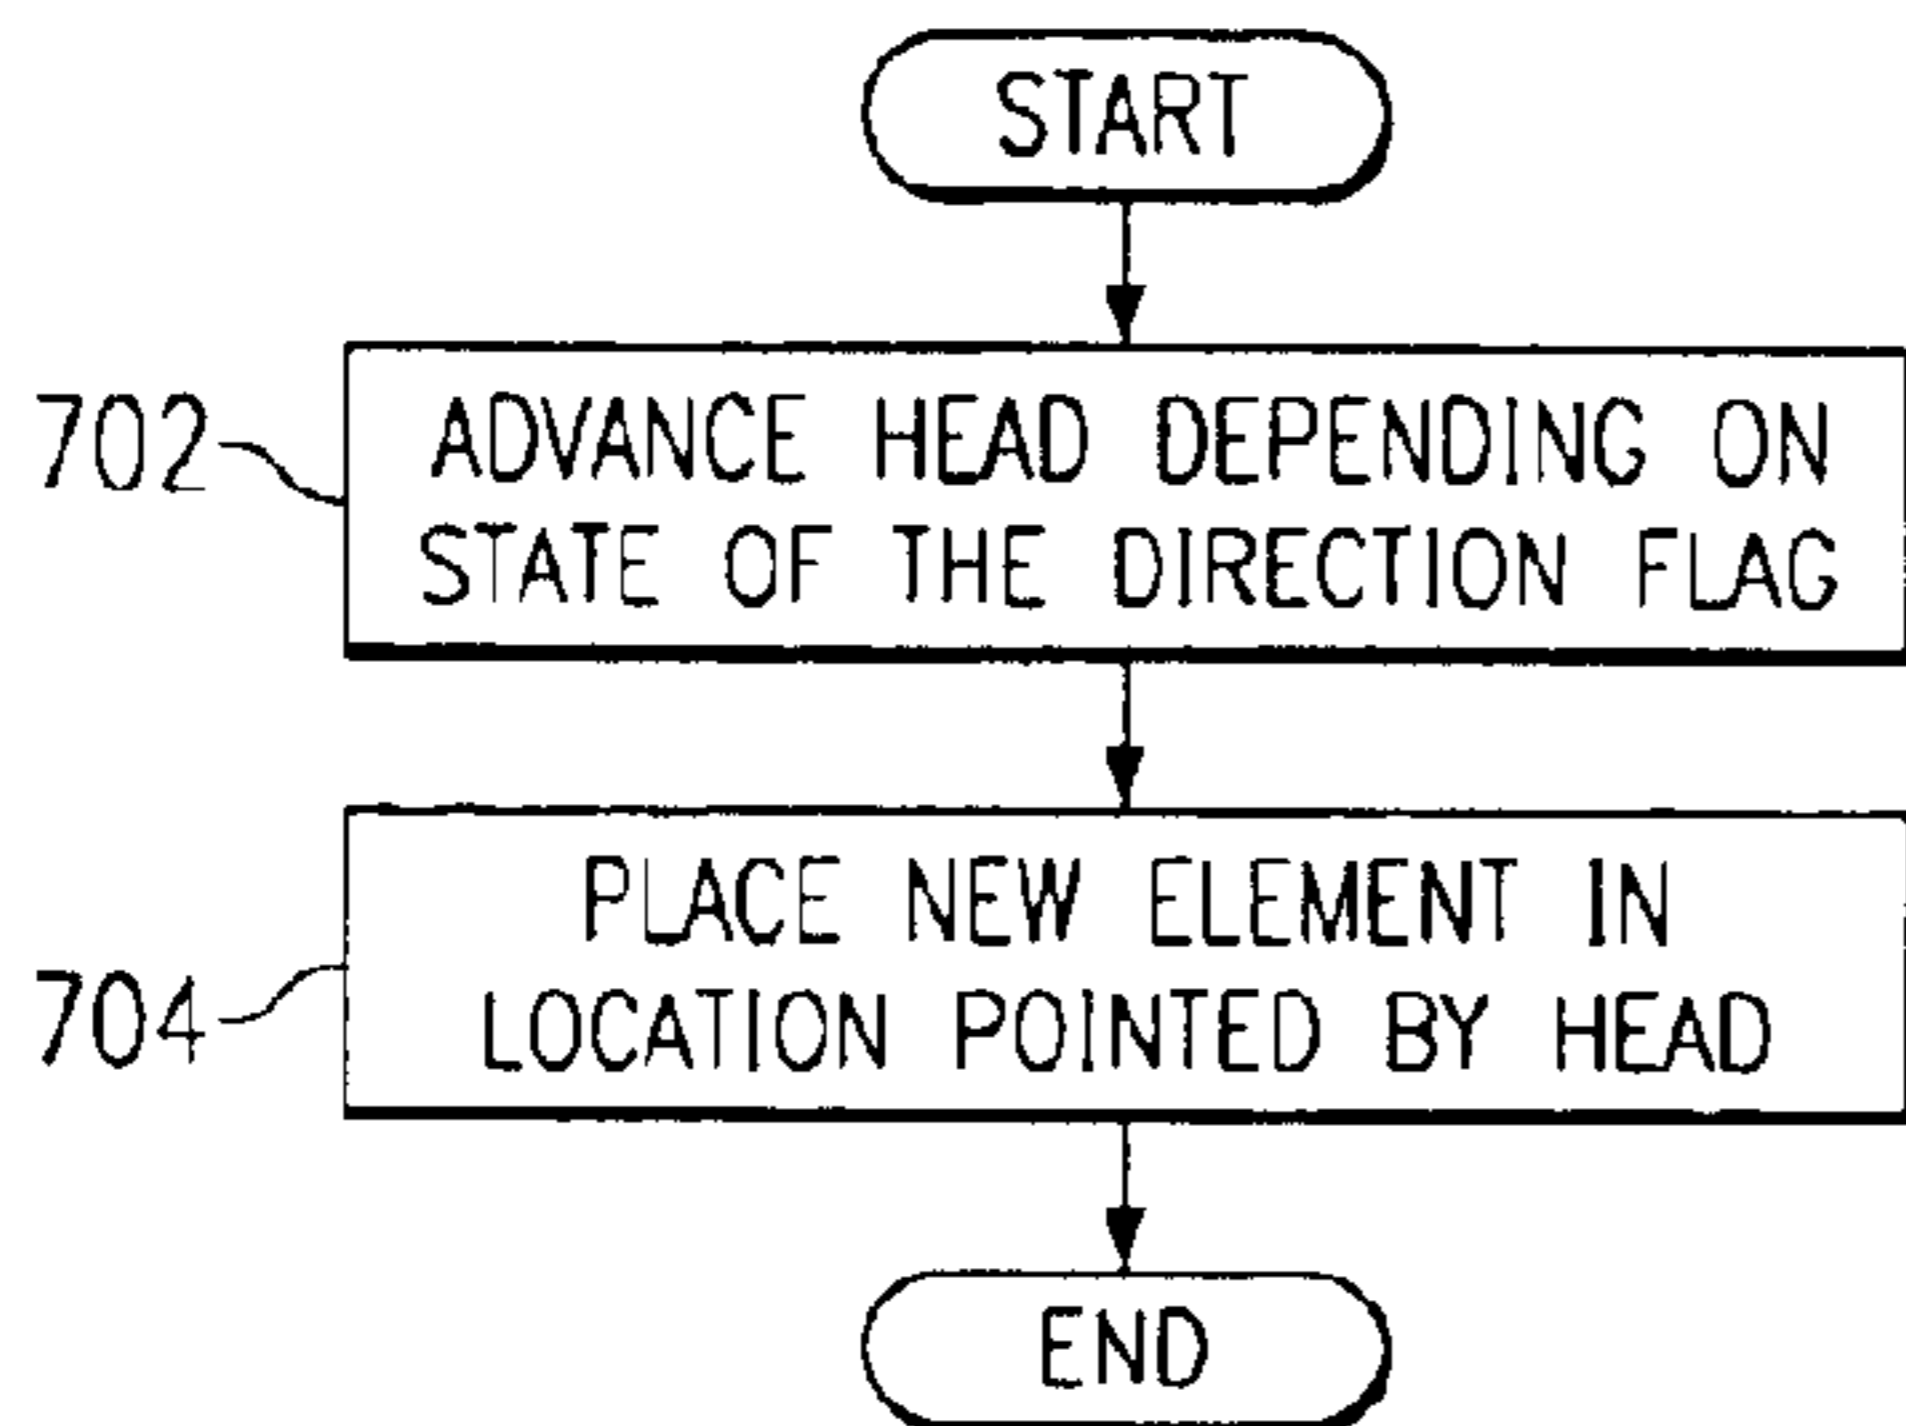 START
702
ADVANCE HEAD DEPENDING ON
STATE OF THE DIRECTION FLAG
704
PLACE NEW ELEMENT IN
LOCATION POINTED BY HEAD
END